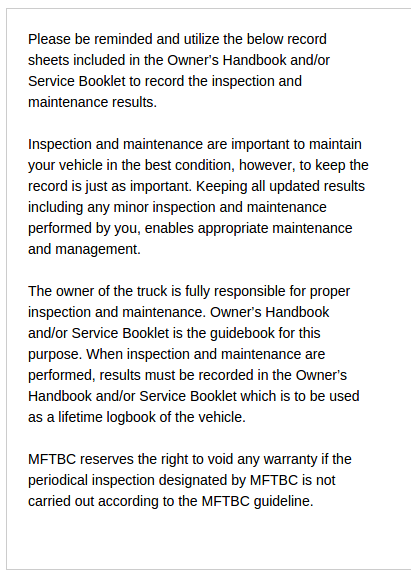 Please be reminded and utilize the below record
sheets included in the Owner’s Handbook and/or
Service Booklet to record the inspection and
maintenance results.
Inspection and maintenance are important to maintain
your vehicle in the best condition, however, to keep the
record is just as important. Keeping all updated results
including any minor inspection and maintenance
performed by you, enables appropriate maintenance
and management.
The owner of the truck is fully responsible for proper
inspection and maintenance. Owner’s Handbook
and/or Service Booklet is the guidebook for this
purpose. When inspection and maintenance are
performed, results must be recorded in the Owner’s
Handbook and/or Service Booklet which is to be used
as a lifetime logbook of the vehicle.
MFTBC reserves the right to void any warranty if the
periodical inspection designated by MFTBC is not
carried out according to the MFTBC guideline.